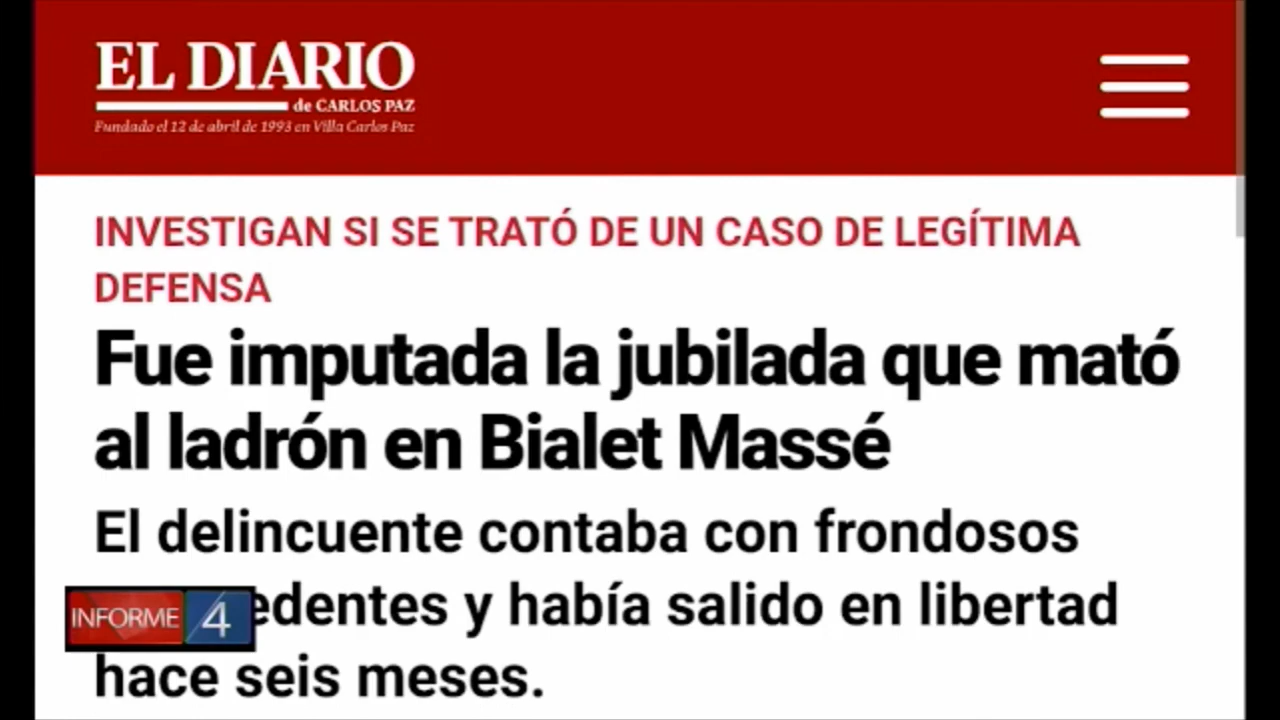 EL DIARIO
de CARLOS PAZ
Fundado el 12 de abril de 1993 en Villa Carlos Paz
INVESTIGAN SI SE TRATÓ DE UN CASO DE LEGÍTIMA
DEFENSA
Fue imputada la jubilada que mató
al ladrón en Bialet Massé
El delincuente contaba con frondosos
edentes y había salido en libertad
INFORME 4
hace seis meses.